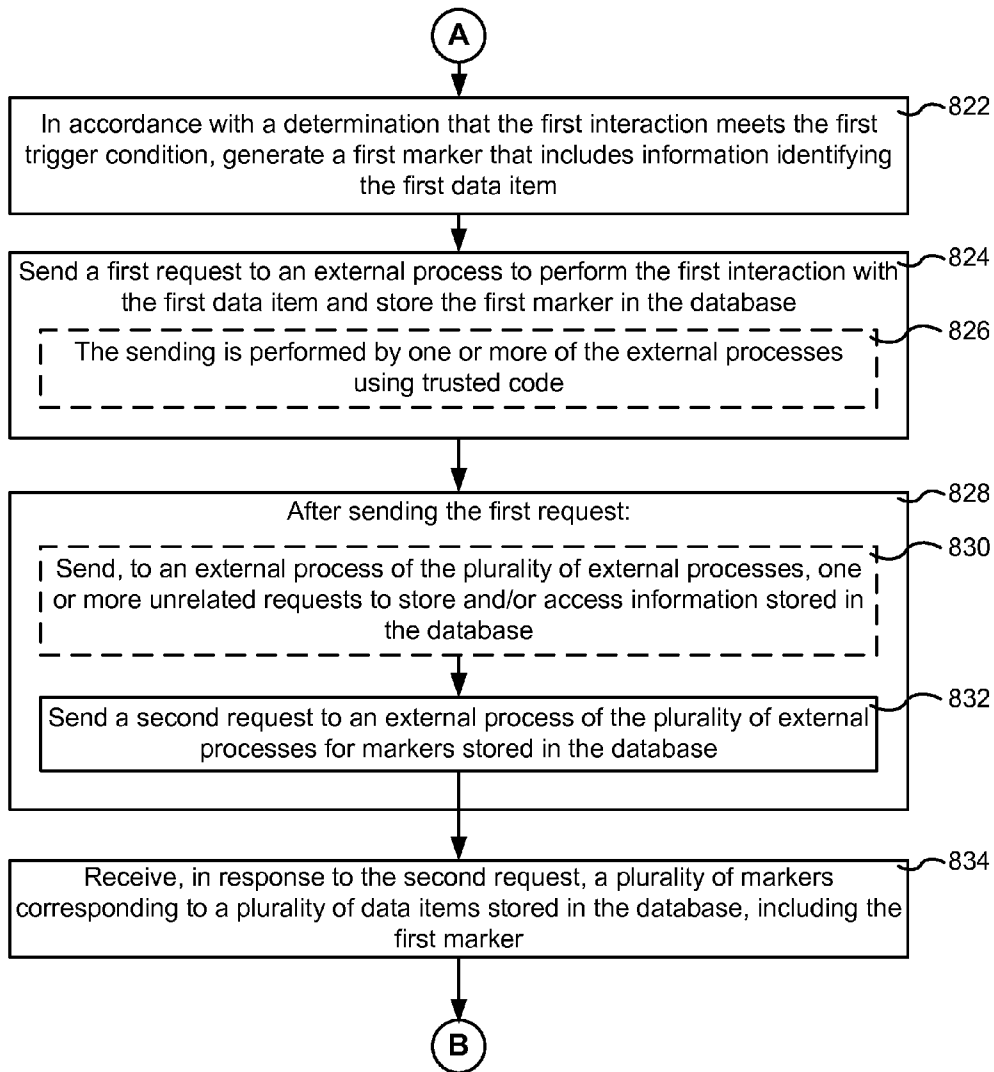 A
822
In accordance with a determination that the first interaction meets the first
trigger condition, generate a first marker that includes information identifying
the first data item
824
Send a first request to an external process to perform the first interaction with
the first data item and store the first marker in the database
826
The sending is performed by one or more of the external processes
using trusted code
828
After sending the first request:
830
Send, to an external process of the plurality of external processes, one
or more unrelated requests to store and/or access information stored in
the database
832
Send a second request to an external process of the plurality of external
processes for markers stored in the database
834
Receive, in response to the second request, a plurality of markers
corresponding to a plurality of data items stored in the database, including the
first marker
B